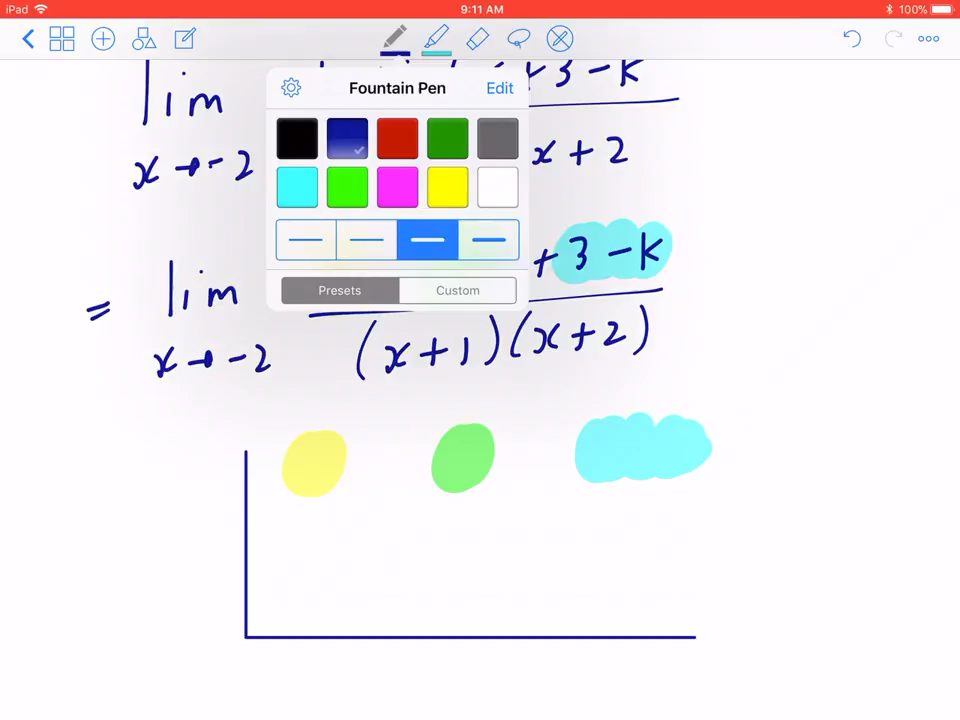 iPad 9:11 AM 100%
lim + 3 - k
x → -2 x + 2
Fountain Pen Edit
= lim + 3 - k
Presets Custom
x → -2 (x + 1)(x + 2)